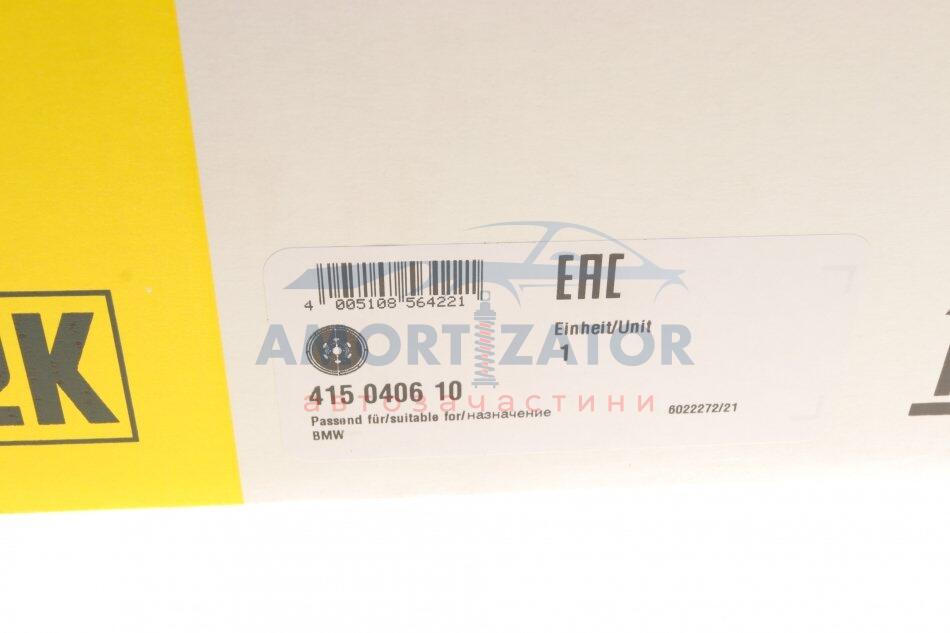 4 005108 564221
EAC
Einheit/Unit
1
AMORTIZATOR
415 0406 10
автозапчастини
Passend für/suitable for/назначение
BMW
6022272/21